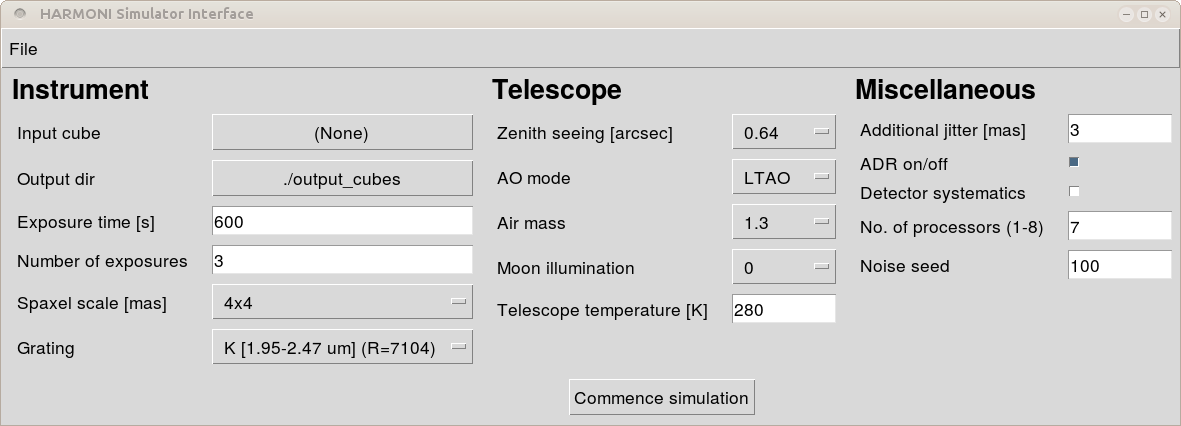 HARMONI Simulator Interface
File
Instrument
Input cube (None)
Output dir ./output_cubes
Exposure time [s] 600
Number of exposures 3
Spaxel scale [mas] 4x4
Grating K [1.95-2.47 um] (R=7104)
Telescope
Zenith seeing [arcsec] 0.64
AO mode LTAO
Air mass 1.3
Moon illumination 0
Telescope temperature [K] 280
Miscellaneous
Additional jitter [mas] 3
ADR on/off
Detector systematics
No. of processors (1-8) 7
Noise seed 100
Commence simulation